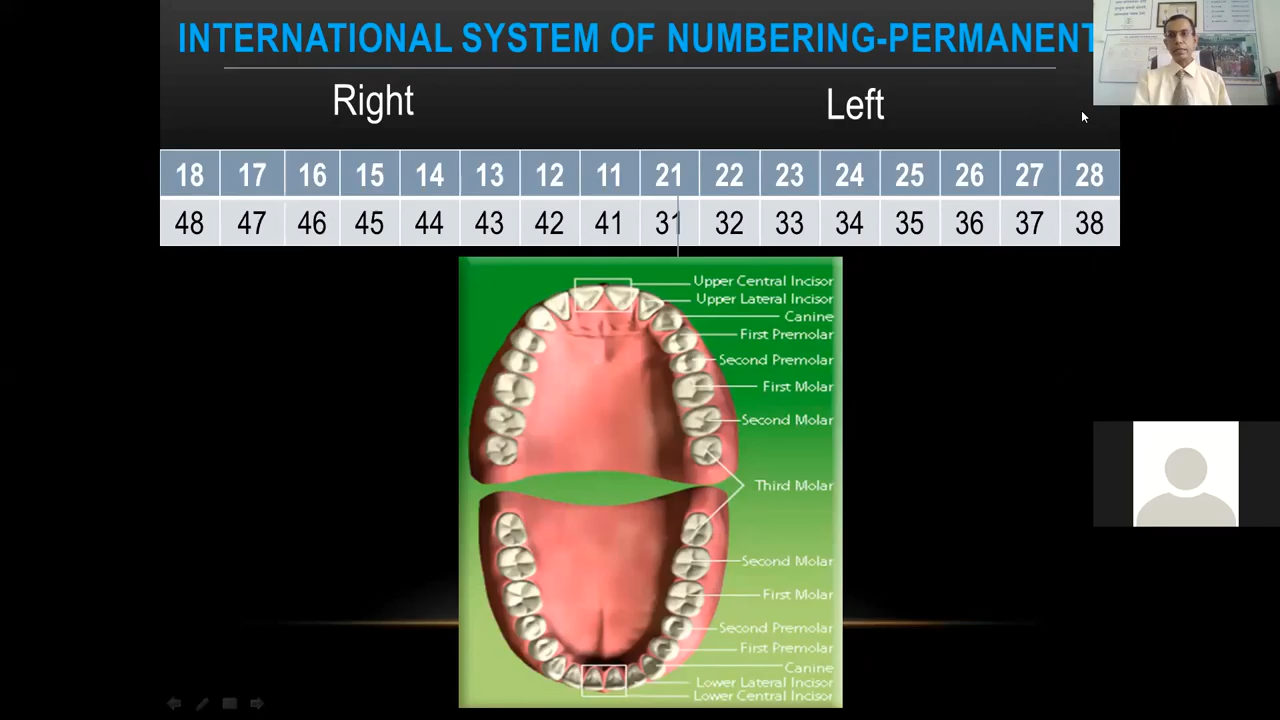 INTERNATIONAL SYSTEM OF NUMBERING-PERMANENT
Right
Left
18 17 16 15 14 13 12 11 21 22 23 24 25 26 27 28
48 47 46 45 44 43 42 41 31 32 33 34 35 36 37 38
Upper Central Incisor
Upper Lateral Incisor
Canine
First Premolar
Second Premolar
First Molar
Second Molar
Third Molar
Second Molar
First Molar
Second Premolar
First Premolar
Canine
Lower Lateral Incisor
Lower Central Incisor